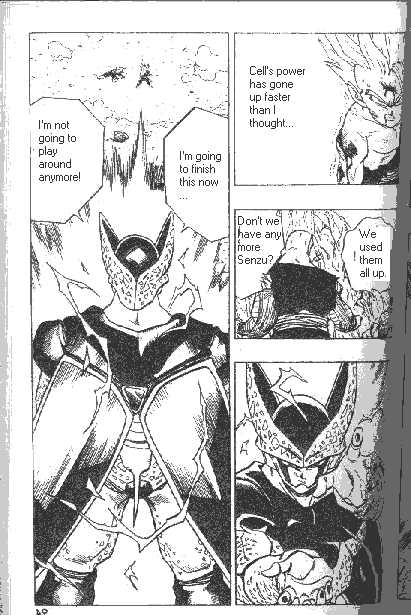 I'm not
going to
play
around
anymore!
I'm going
to finish
this now
...
Cell's power
has gone
up faster
than I
thought...
Don't we
have any
more
Senzu?
We
used
them
all up.